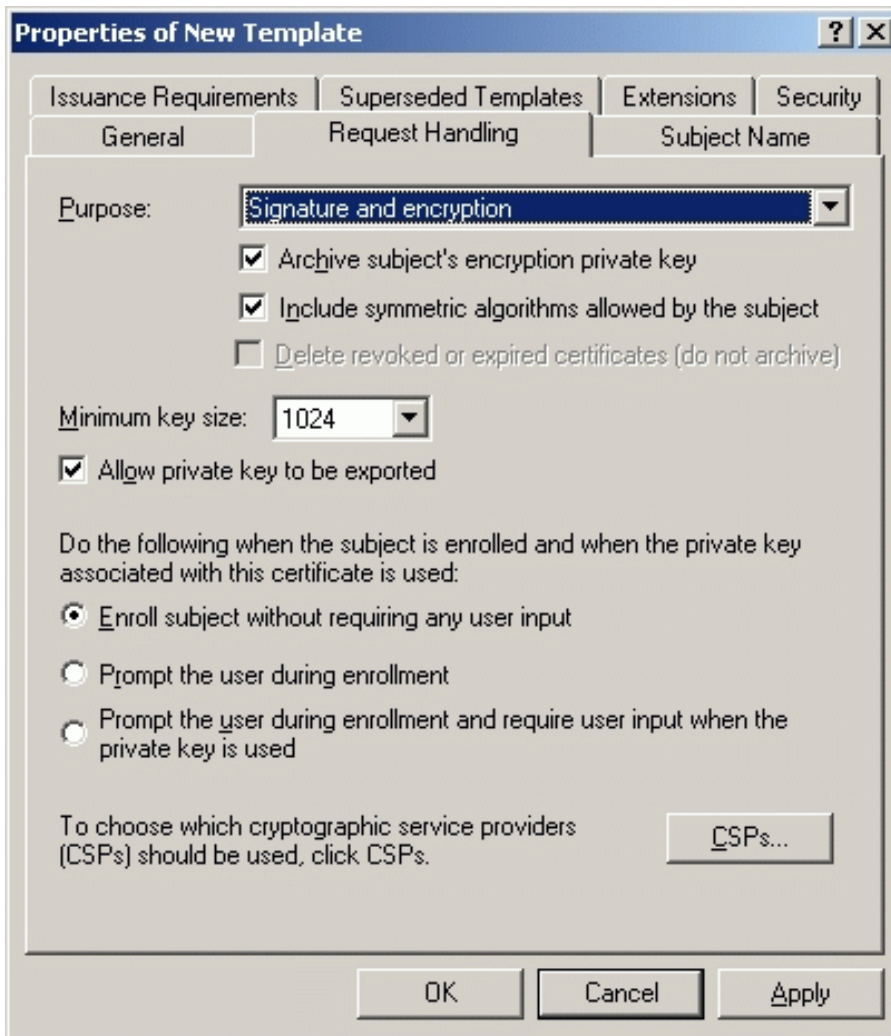 Properties of New Template
Issuance Requirements Superseded Templates Extensions Security
General Request Handling Subject Name
Purpose: Signature and encryption
Archive subject's encryption private key
Include symmetric algorithms allowed by the subject
Delete revoked or expired certificates (do not archive)
Minimum key size: 1024
Allow private key to be exported
Do the following when the subject is enrolled and when the private key
associated with this certificate is used:
Enroll subject without requiring any user input
Prompt the user during enrollment
Prompt the user during enrollment and require user input when the
private key is used
To choose which cryptographic service providers
(CSPs) should be used, click CSPs.
CSPs...
OK Cancel Apply